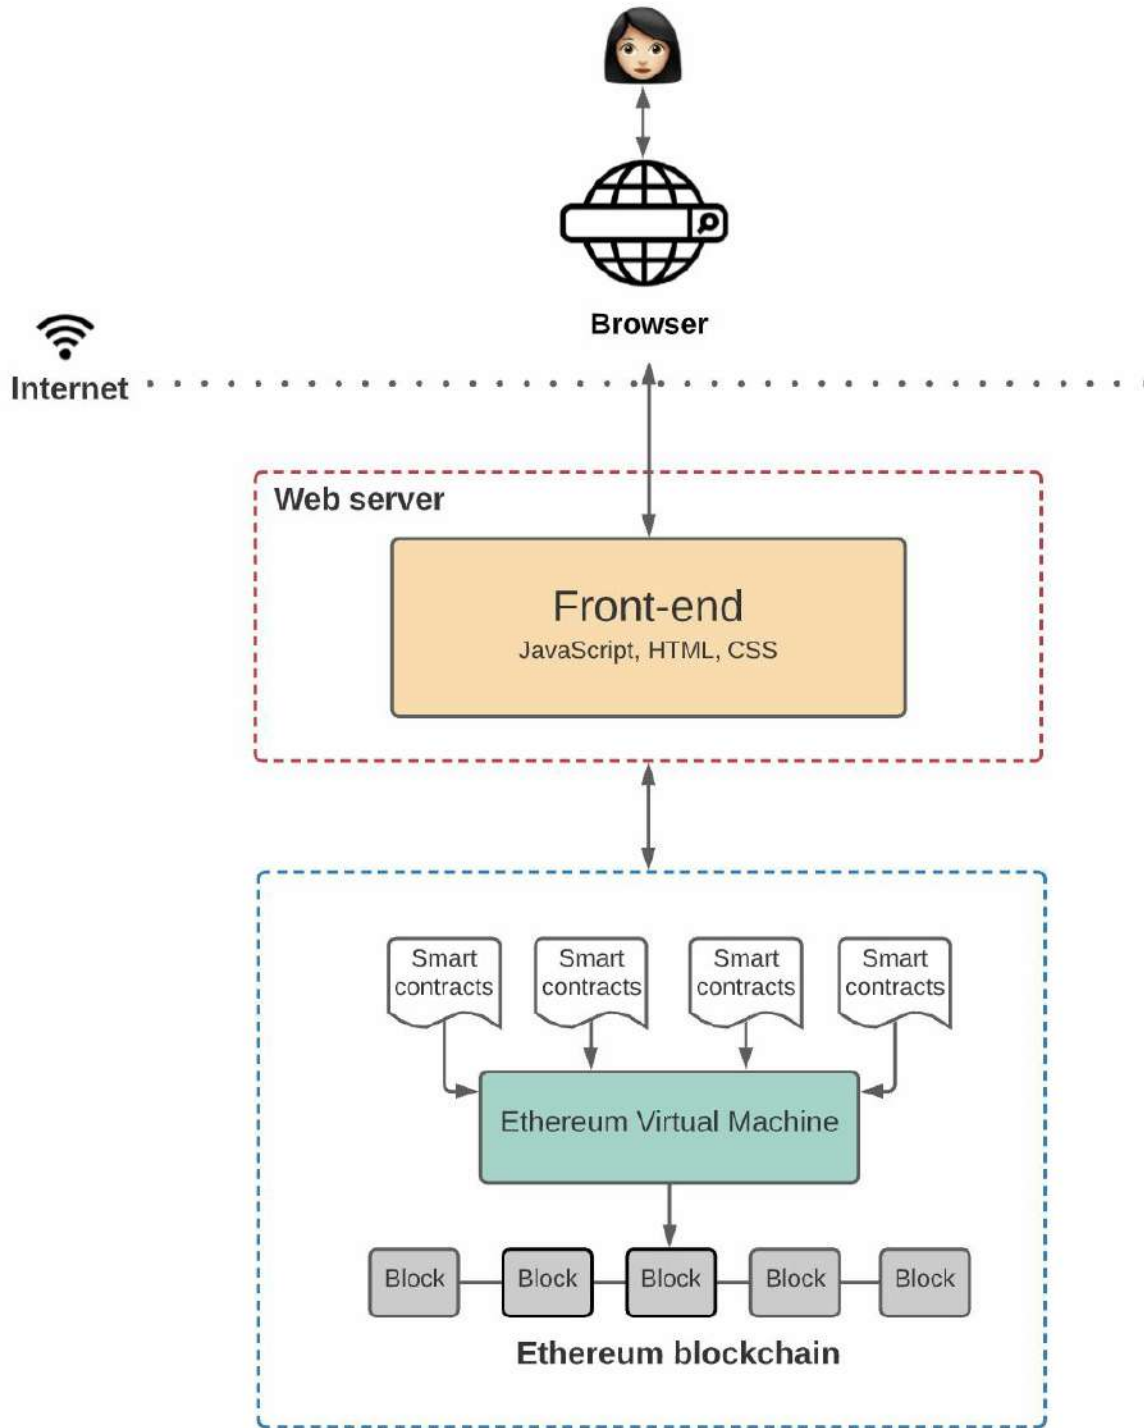 Browser
Internet
Web server
Front-end
JavaScript, HTML, CSS
Smart
contracts
Smart
contracts
Smart
contracts
Smart
contracts
Ethereum Virtual Machine
Block
Block
Block
Block
Block
Ethereum blockchain